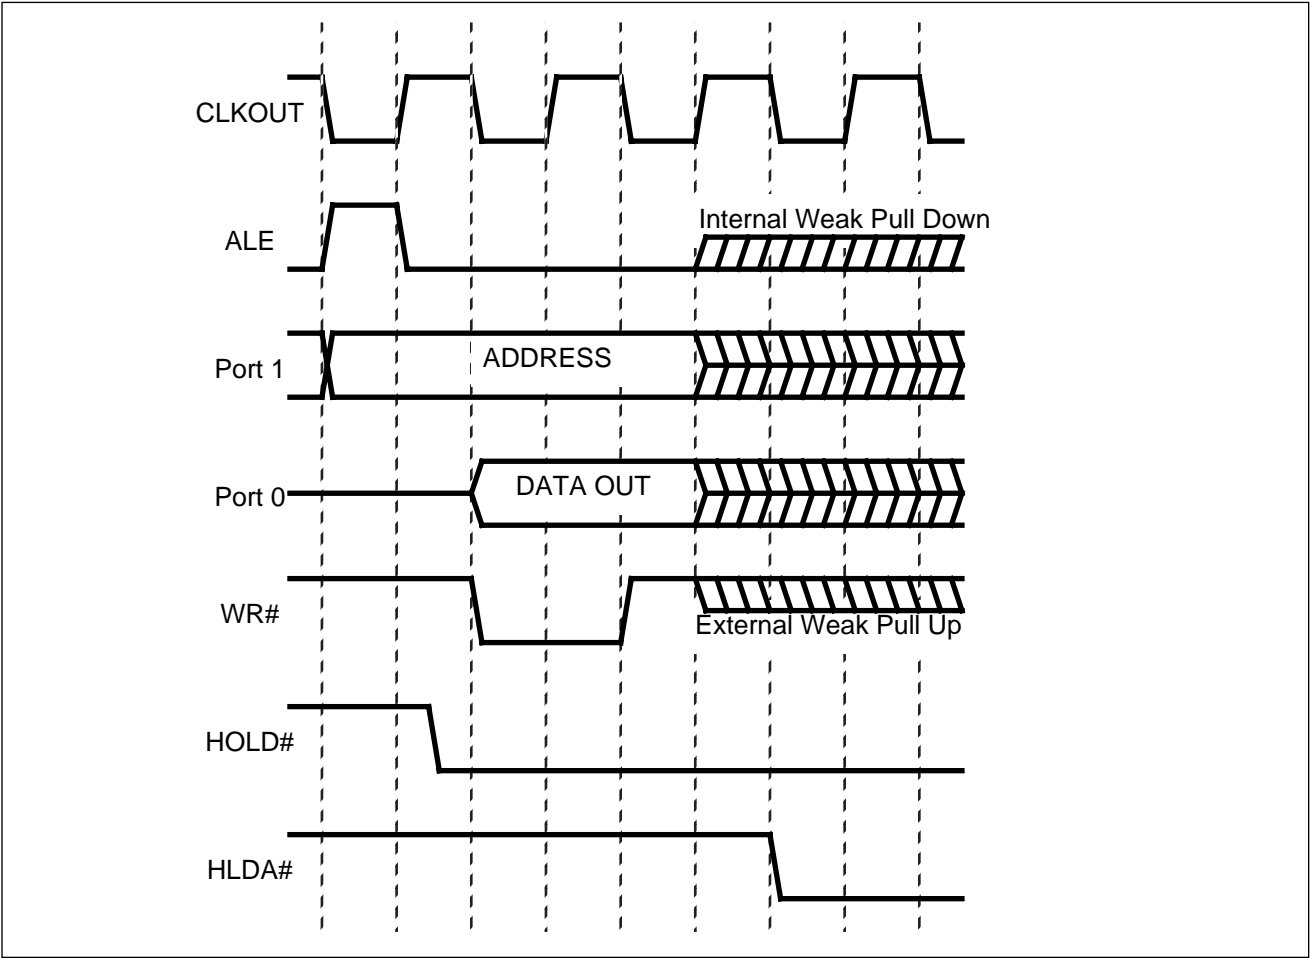 CLKOUT
Internal Weak Pull Down
ALE
ADDRESS
Port 1
DATA OUT
Port 0
WR#
External Weak Pull Up
HOLD#
HLDA#